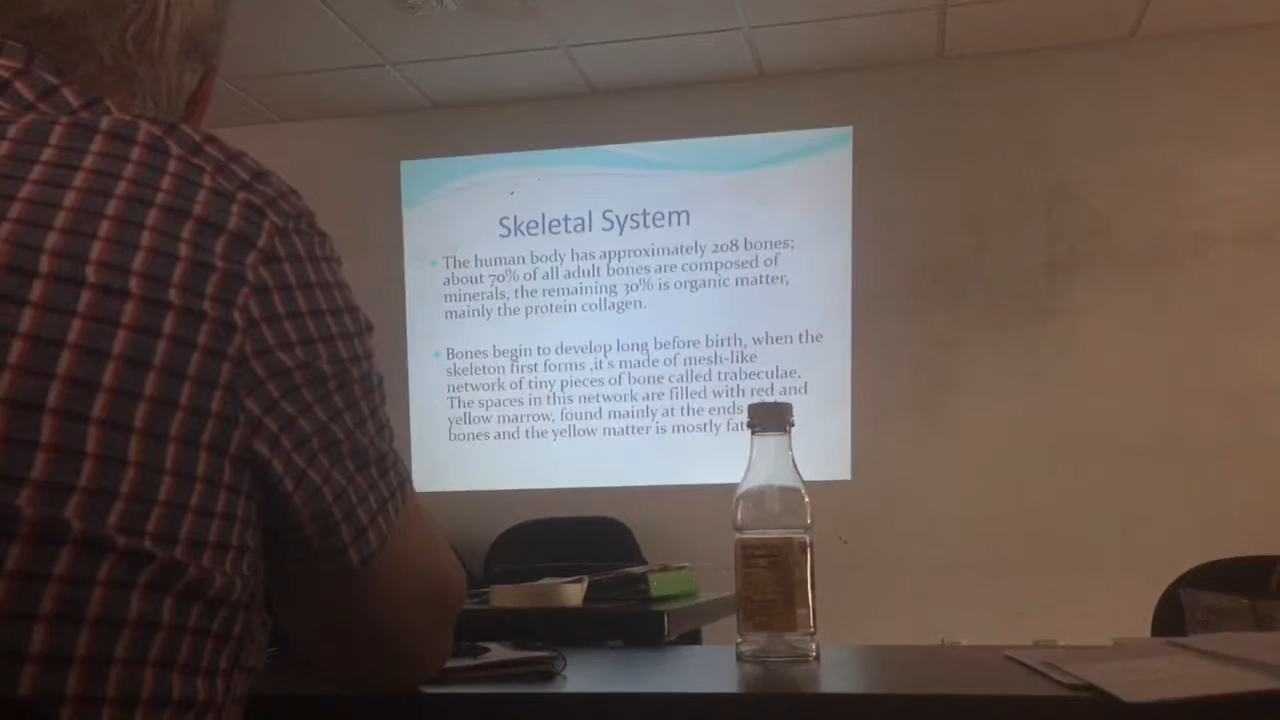 Skeletal System
The human body has approximately 208 bones;
about 70% of all adult bones are composed of
minerals, the remaining 30% is organic matter,
mainly the protein collagen.
Bones begin to develop long before birth, when the
skeleton first forms ,it's made of mesh-like
network of tiny pieces of bone called trabeculae.
The spaces in this network are filled with red and
yellow marrow, found mainly at the ends
bones and the yellow matter is mostly fat